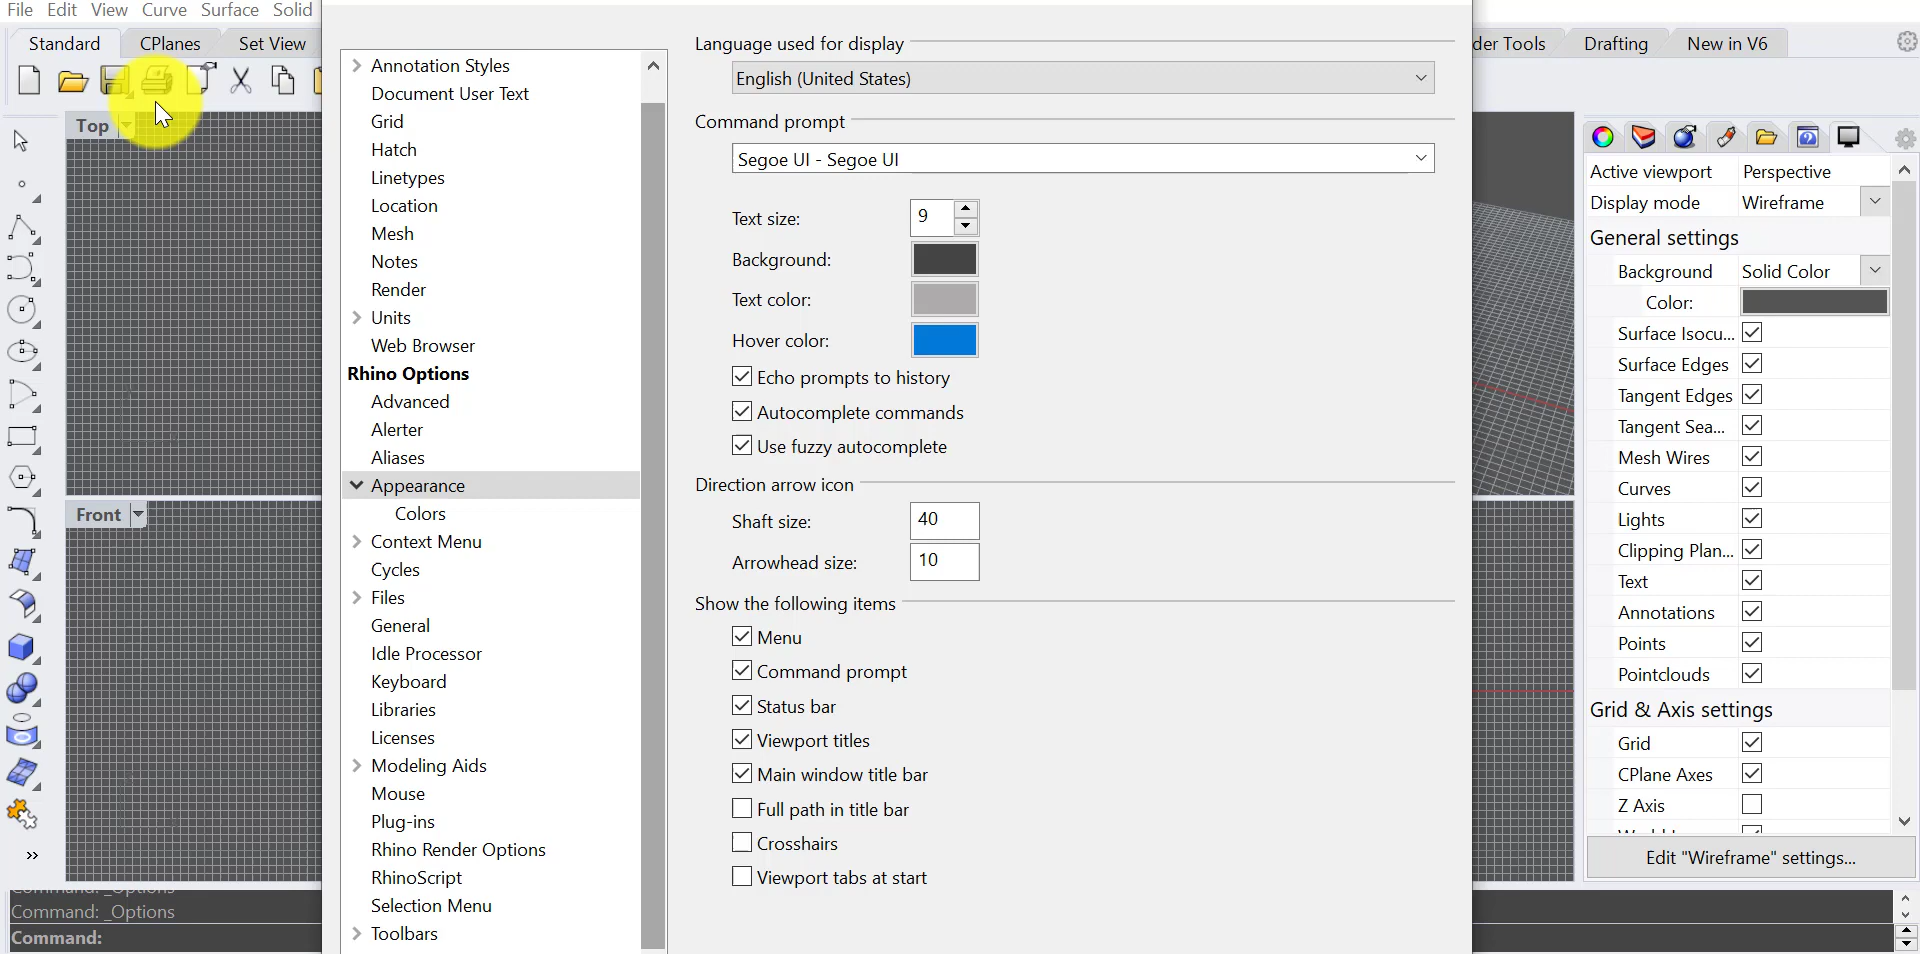 File Edit View Curve Surface Solid
Standard CPlanes Set View
der Tools Drafting New in V6
Top
Front
Annotation Styles
Document User Text
Grid
Hatch
Linetypes
Location
Mesh
Notes
Render
Units
Web Browser
Rhino Options
Advanced
Alerter
Aliases
Appearance
Colors
Context Menu
Cycles
Files
General
Idle Processor
Keyboard
Libraries
Licenses
Modeling Aids
Mouse
Plug-ins
Rhino Render Options
RhinoScript
Selection Menu
Toolbars
Language used for display
English (United States)
Command prompt
Segoe UI - Segoe UI
Text size: 9
Background:
Text color:
Hover color:
Echo prompts to history
Autocomplete commands
Use fuzzy autocomplete
Direction arrow icon
Shaft size: 40
Arrowhead size: 10
Show the following items
Menu
Command prompt
Status bar
Viewport titles
Main window title bar
Full path in title bar
Crosshairs
Viewport tabs at start
Active viewport Perspective
Display mode Wireframe
General settings
Background Solid Color
Color:
Surface Isocu...
Surface Edges
Tangent Edges
Tangent Sea...
Mesh Wires
Curves
Lights
Clipping Plan...
Text
Annotations
Points
Pointclouds
Grid & Axis settings
Grid
CPlane Axes
Z Axis
Edit "Wireframe" settings...
Command: _Options
Command: _Options
Command: